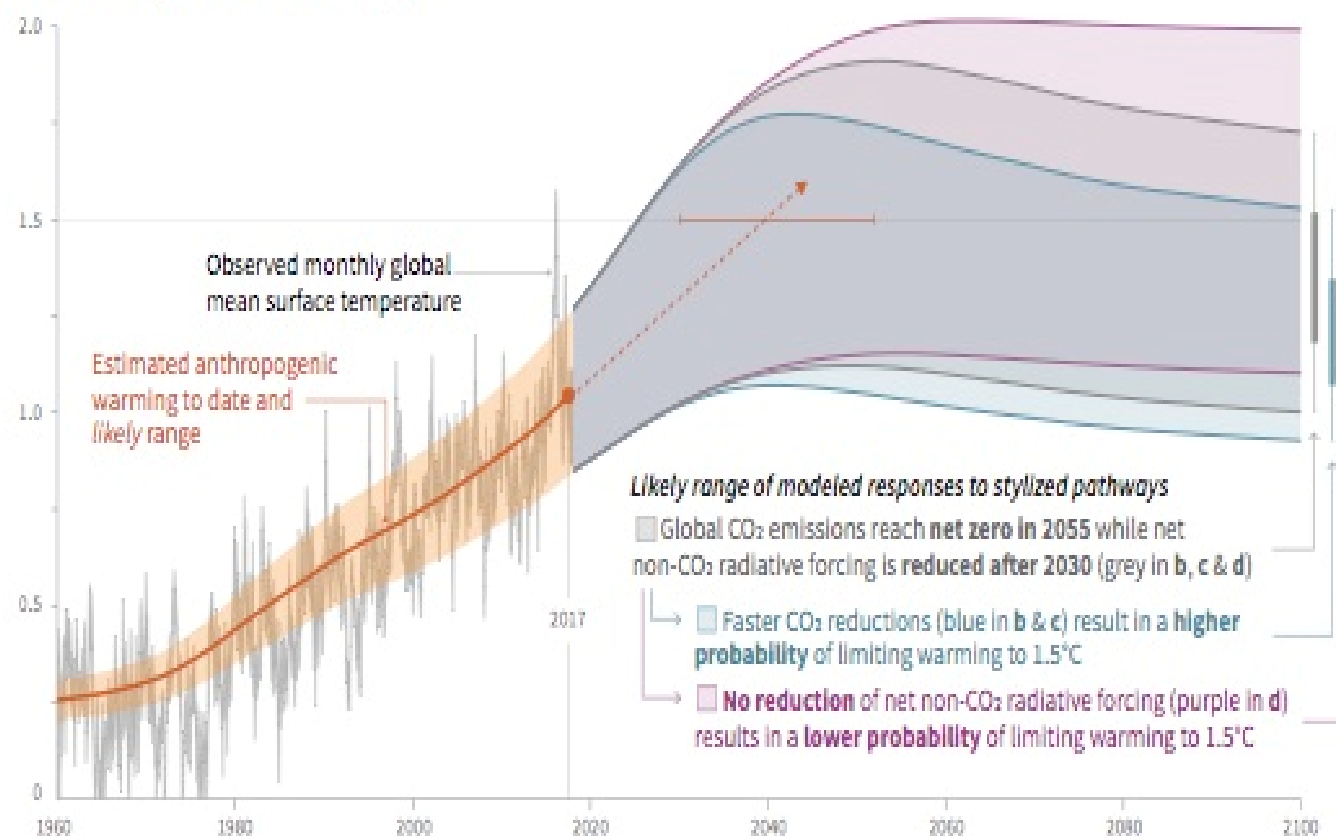 2.0
1.5
1.0
0.5
0
Observed monthly global
mean surface temperature
Estimated anthropogenic
warming to date and
likely range
2017
Likely range of modeled responses to stylized pathways
Global CO₂ emissions reach net zero in 2055 while net
non-CO₂ radiative forcing is reduced after 2030 (grey in b, c & d)
Faster CO₂ reductions (blue in b & c) result in a higher
probability of limiting warming to 1.5°C
No reduction of net non-CO₂ radiative forcing (purple in d)
results in a lower probability of limiting warming to 1.5°C
1960 1980 2000 2020 2040 2060 2080 2100